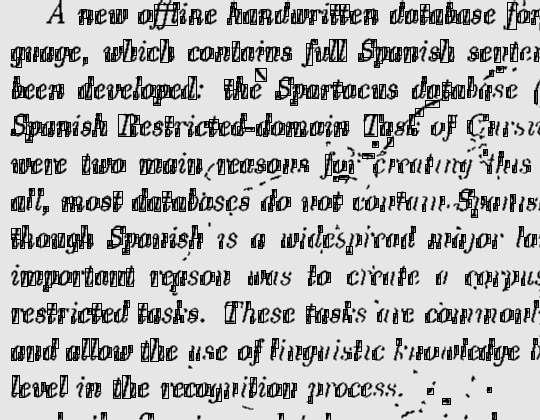 A new offline handwritten database for
guage, which contains full Spanish senten
been developed: the Spartacus database (
Spanish Restricted-domain Task of Cursiv
were two main reasons for creating this
all, most databases do not contain Spanis
though Spanish is a widespread major lan
important reason was to create a corpus
restricted tasks. These tasks are commonl
and allow the use of linguistic knowledge b
level in the recognition process.